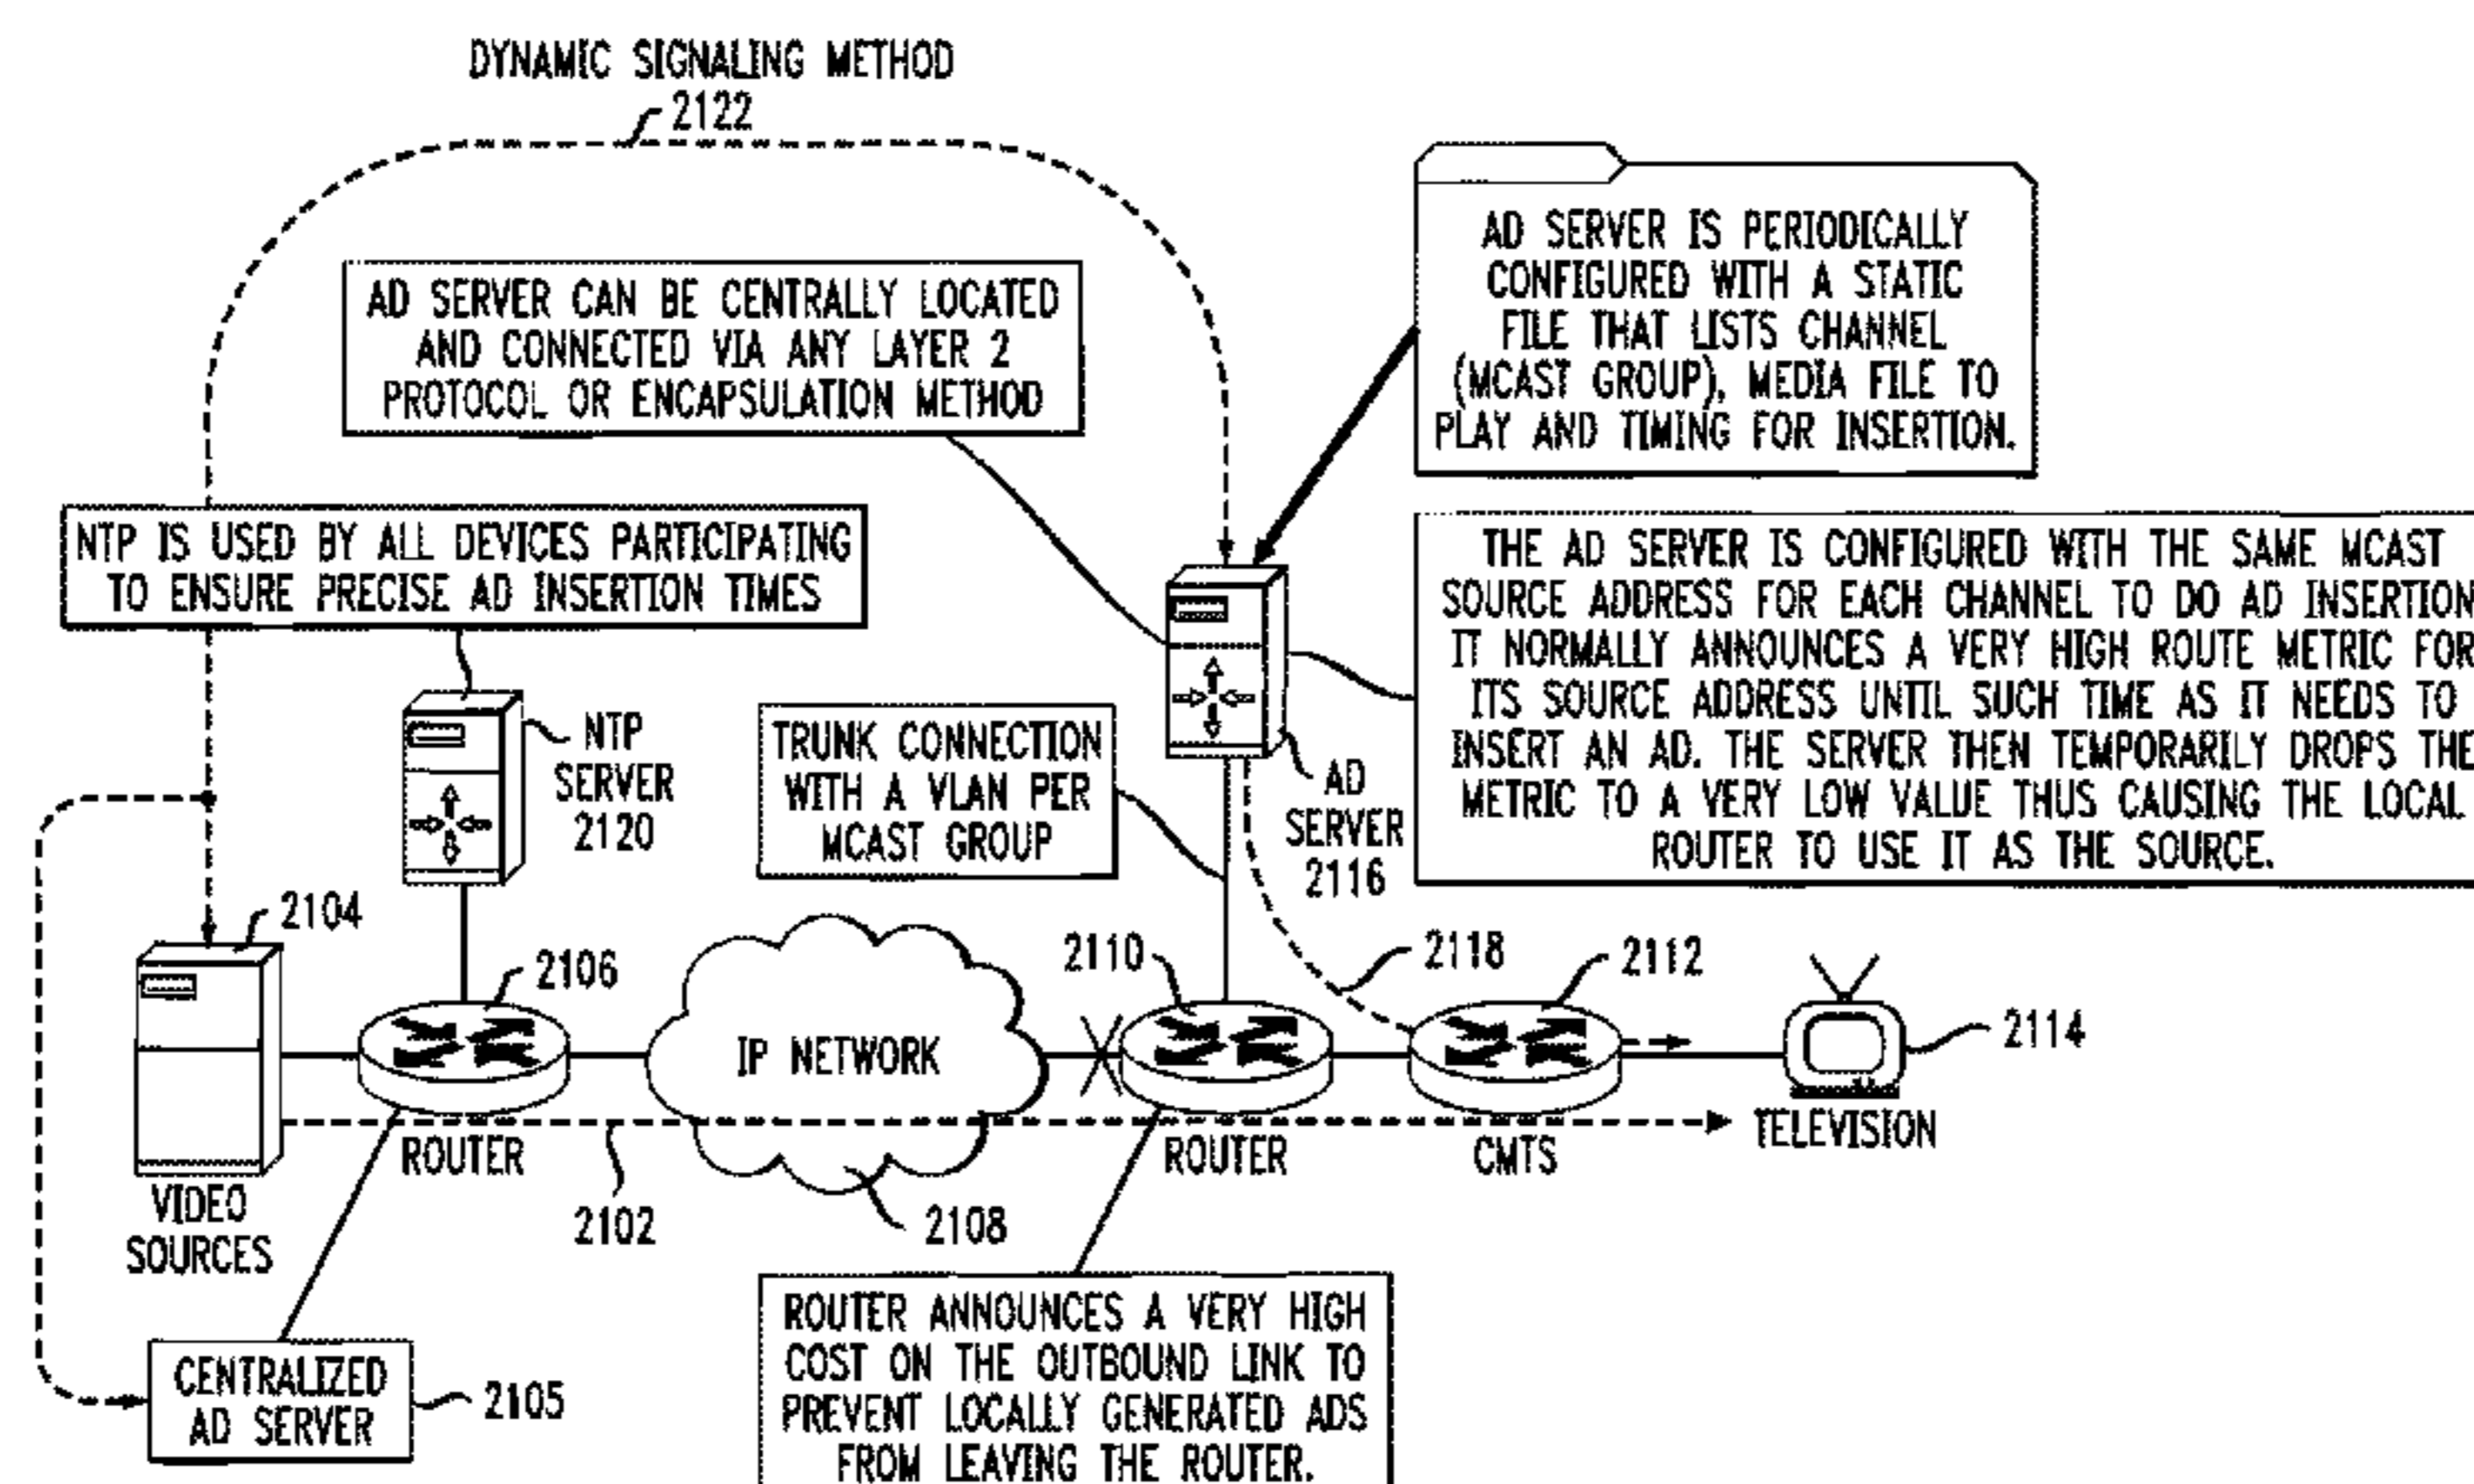 DYNAMIC SIGNALING METHOD
2122
AD SERVER CAN BE CENTRALLY LOCATED
AND CONNECTED VIA ANY LAYER 2
PROTOCOL OR ENCAPSULATION METHOD
AD SERVER IS PERIODICALLY
CONFIGURED WITH A STATIC
FILE THAT LISTS CHANNEL
(MCAST GROUP), MEDIA FILE TO
PLAY AND TIMING FOR INSERTION.
NTP IS USED BY ALL DEVICES PARTICIPATING
TO ENSURE PRECISE AD INSERTION TIMES
THE AD SERVER IS CONFIGURED WITH THE SAME MCAST
SOURCE ADDRESS FOR EACH CHANNEL TO DO AD INSERTION
IT NORMALLY ANNOUNCES A VERY HIGH ROUTE METRIC FOR
ITS SOURCE ADDRESS UNTIL SUCH TIME AS IT NEEDS TO
INSERT AN AD. THE SERVER THEN TEMPORARILY DROPS THE
METRIC TO A VERY LOW VALUE THUS CAUSING THE LOCAL
ROUTER TO USE IT AS THE SOURCE.
NTP
SERVER
2120
TRUNK CONNECTION
WITH A VLAN PER
MCAST GROUP
AD
SERVER
2116
2104
2106
2110
2118
2112
2114
IP NETWORK
VIDEO
SOURCES
ROUTER
ROUTER
CMTS
TELEVISION
2102
2108
CENTRALIZED
AD SERVER
2105
ROUTER ANNOUNCES A VERY HIGH
COST ON THE OUTBOUND LINK TO
PREVENT LOCALLY GENERATED ADS
FROM LEAVING THE ROUTER.